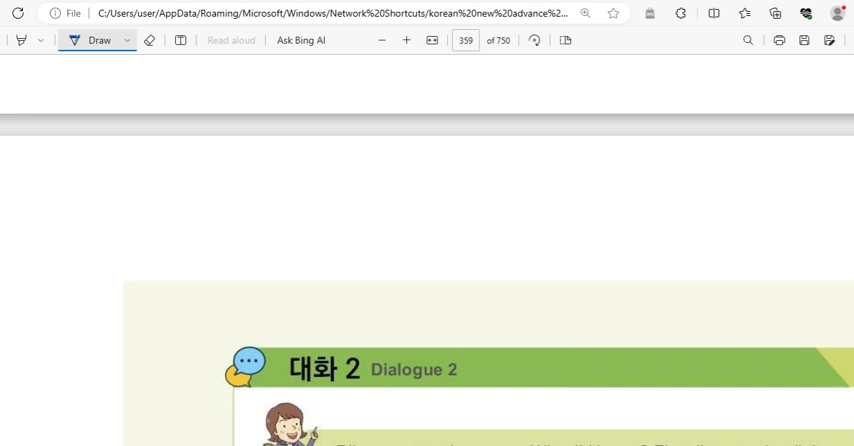 File C:/Users/user/AppData/Roaming/Microsoft/Windows/Network%20Shortcuts/korean%20new%20advance%2...
Draw Read aloud Ask Bing AI 359 of 750
대화 2 Dialogue 2